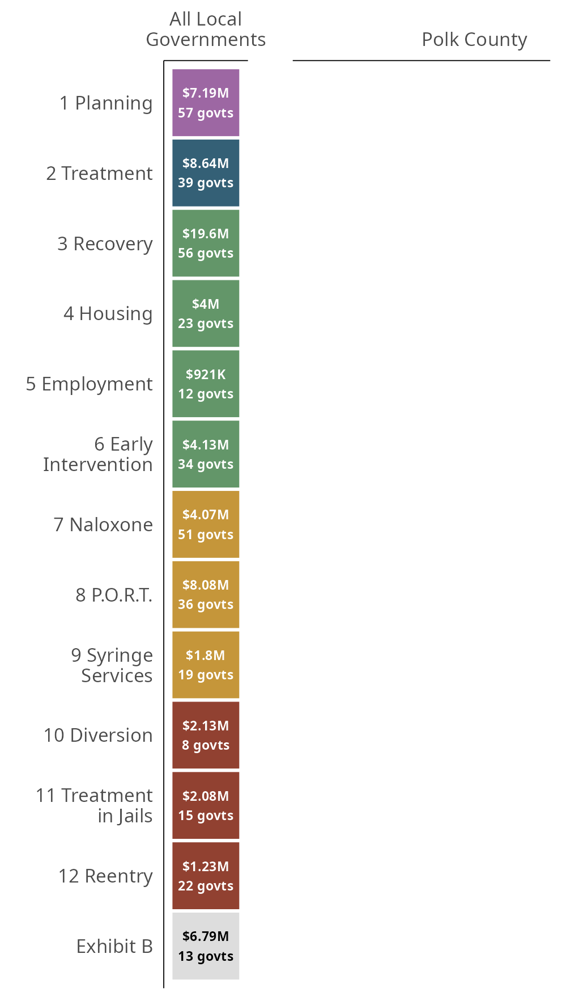 All Local
Governments
Polk County
1 Planning
$7.19M
57 govts
2 Treatment
$8.64M
39 govts
3 Recovery
$19.6M
56 govts
4 Housing
$4M
23 govts
5 Employment
$921K
12 govts
6 Early
Intervention
$4.13M
34 govts
7 Naloxone
$4.07M
51 govts
8 P.O.R.T.
$8.08M
36 govts
9 Syringe
Services
$1.8M
19 govts
10 Diversion
$2.13M
8 govts
11 Treatment
in Jails
$2.08M
15 govts
12 Reentry
$1.23M
22 govts
Exhibit B
$6.79M
13 govts